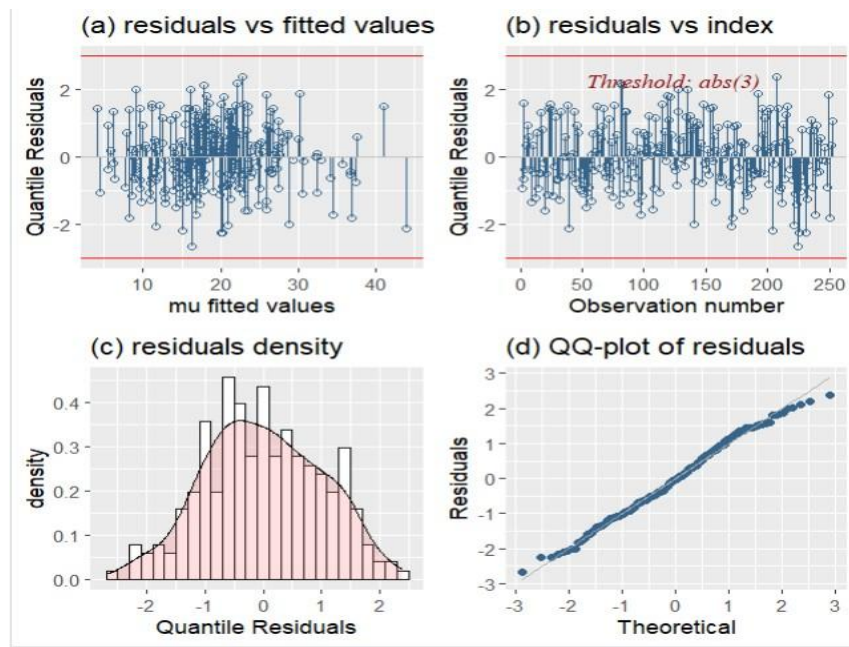 (a) residuals vs fitted values
Quantile Residuals
2
0
-2
10 20 30 40
mu fitted values
(b) residuals vs index
Quantile Residuals
Threshold: abs(3)
2
0
-2
0 50 100 150 200 250
Observation number
(c) residuals density
density
0.4
0.3
0.2
0.1
0.0
-2 -1 0 1 2
Quantile Residuals
(d) QQ-plot of residuals
Residuals
3
2
1
0
-1
-2
-3
-3 -2 -1 0 1 2 3
Theoretical